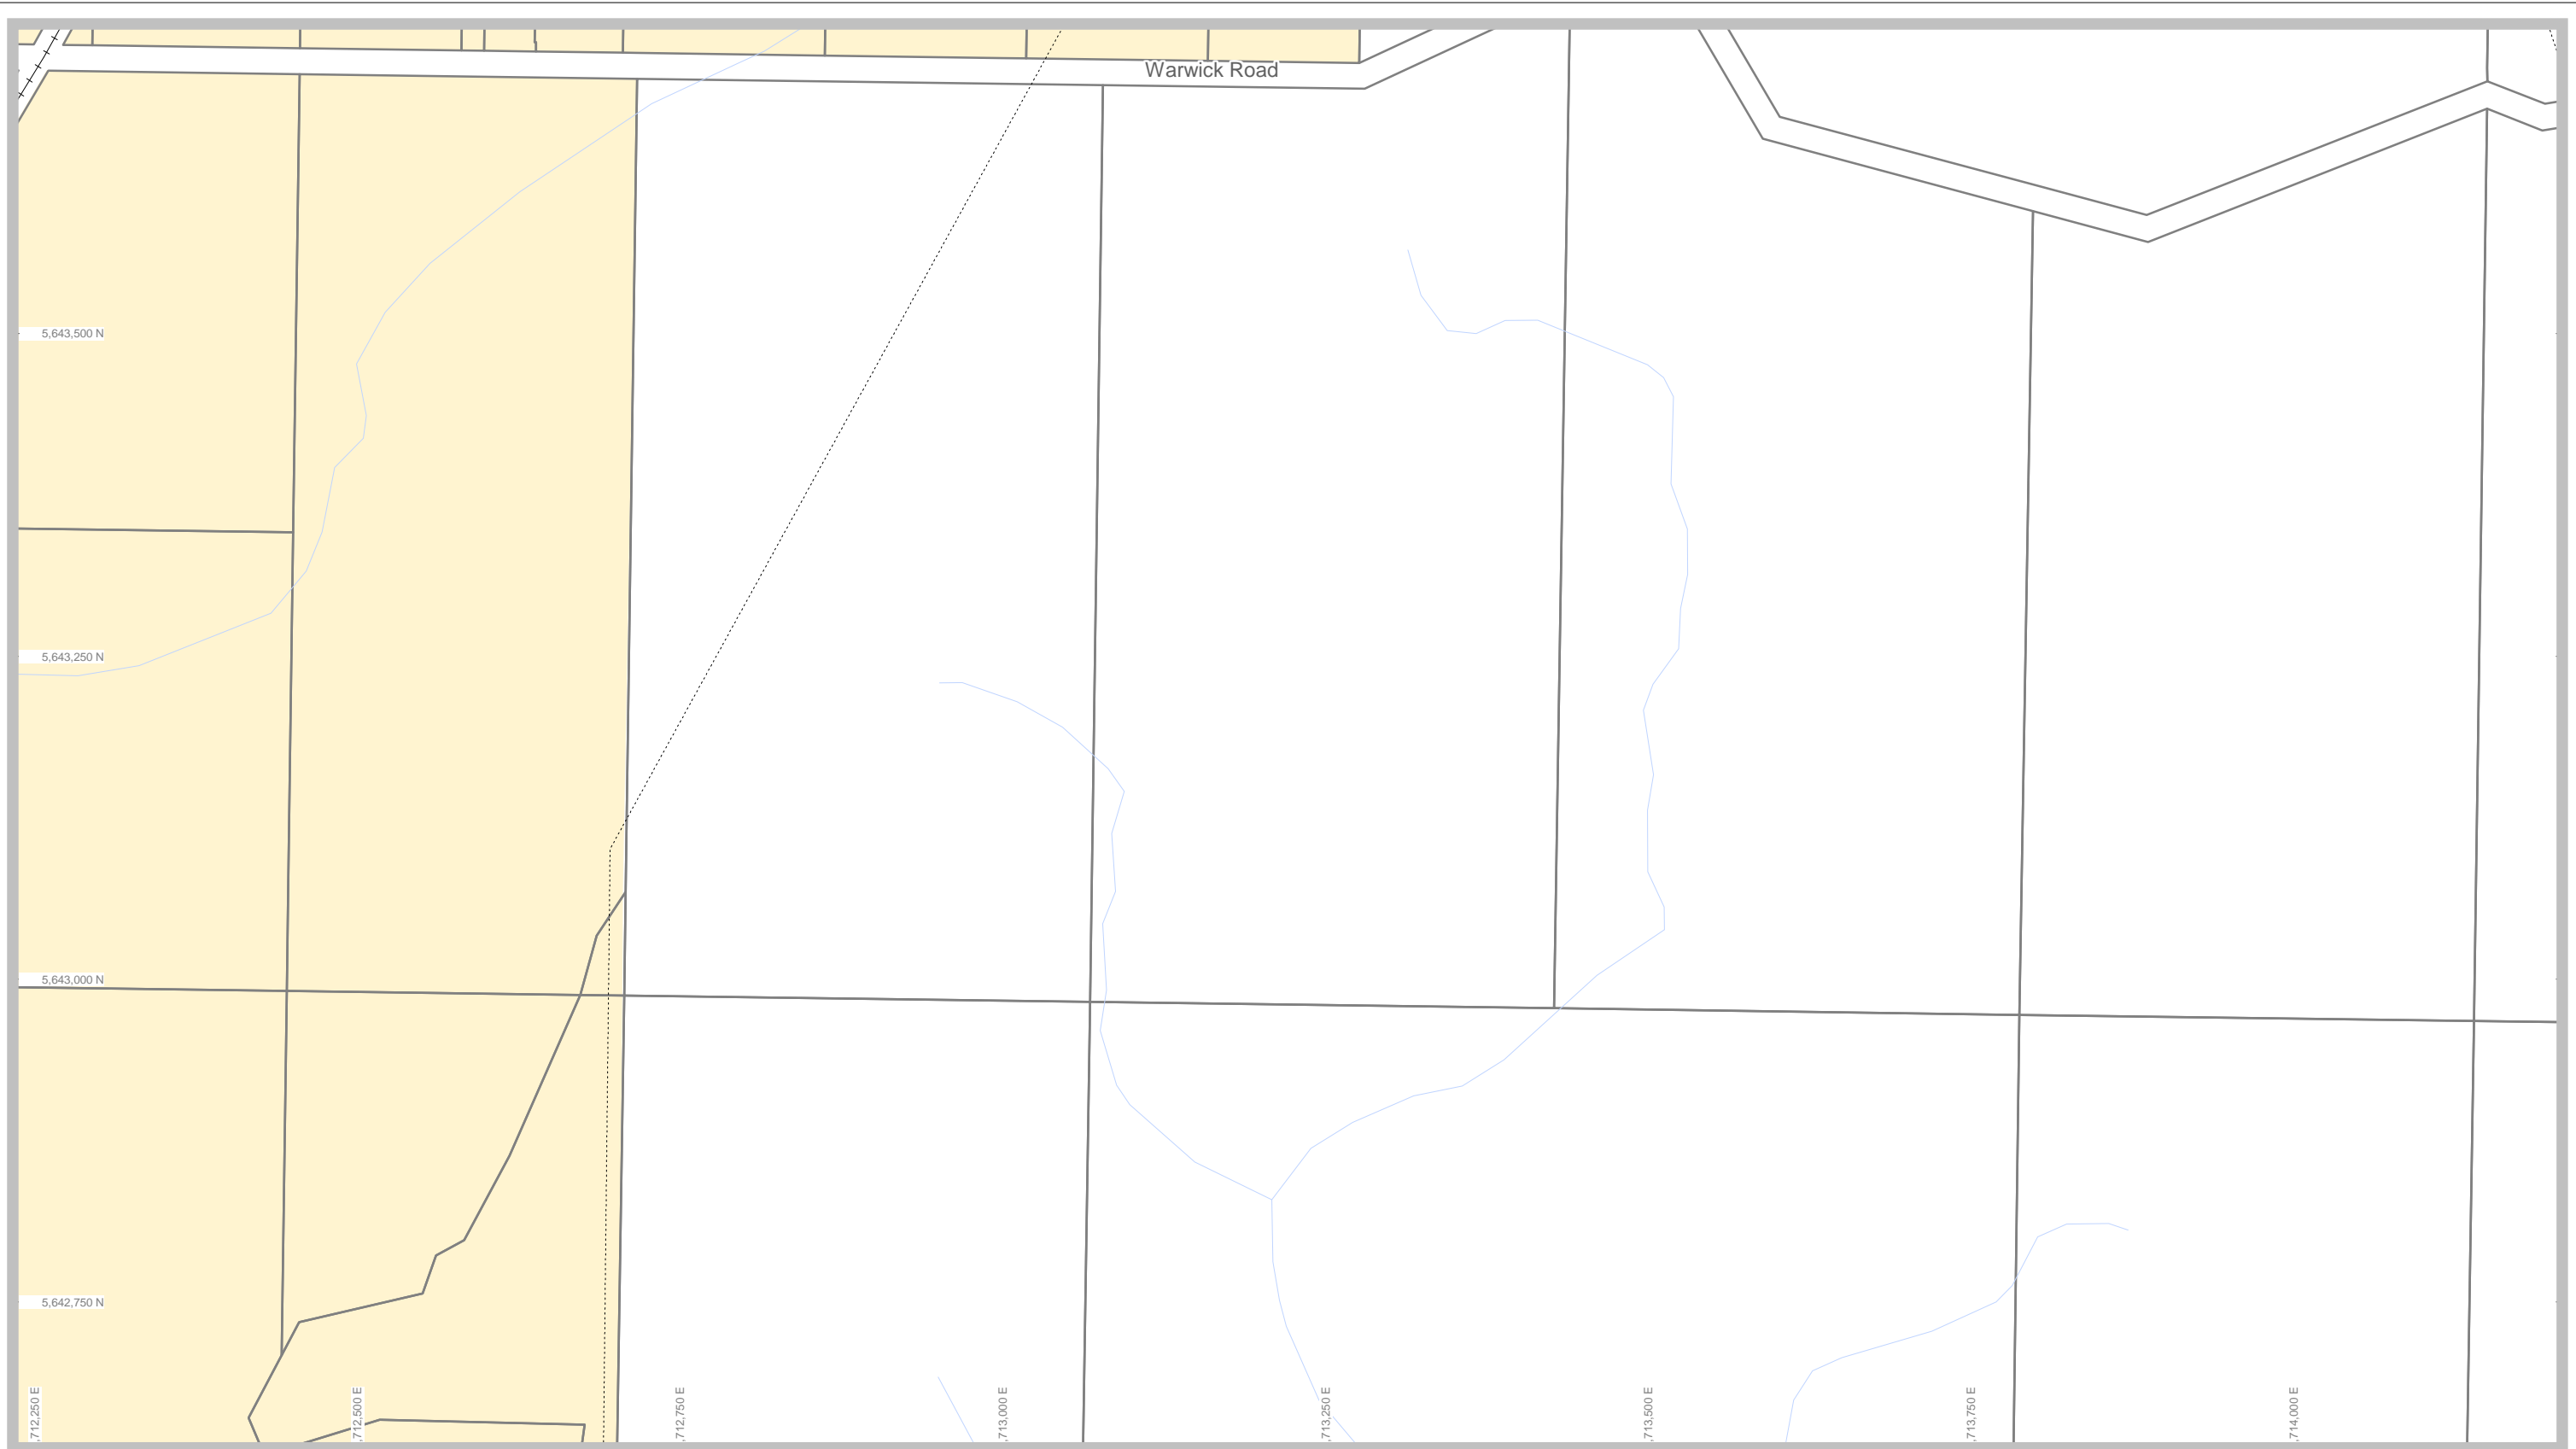 Warwick Road
5,643,500 N
5,643,250 N
5,643,000 N
5,642,750 N
,712,250 E
,712,500 E
,712,750 E
,713,000 E
,713,250 E
,713,500 E
,713,750 E
,714,000 E